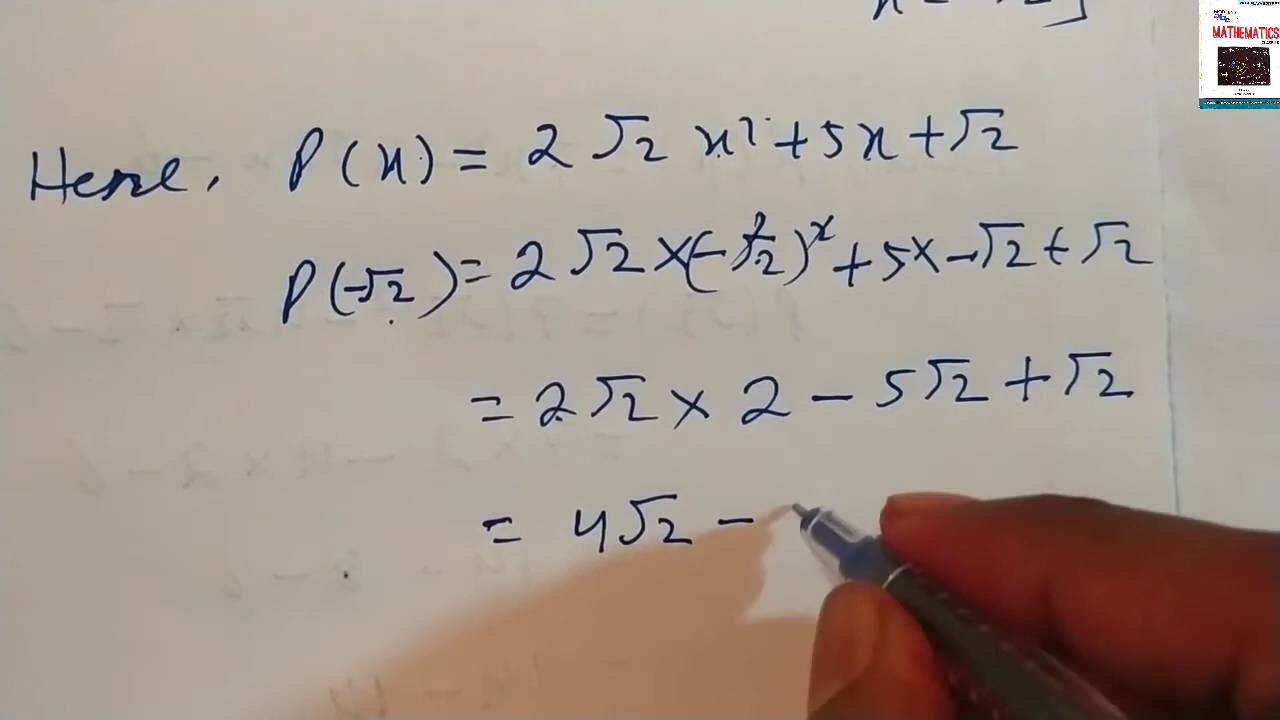 Here, P(x) = 2√2 x² + 5x + √2
P(-√2) = 2√2 × (-√2)² + 5× -√2 + √2
= 2√2 × 2 - 5√2 + √2
= 4√2 -
MATHEMATICS